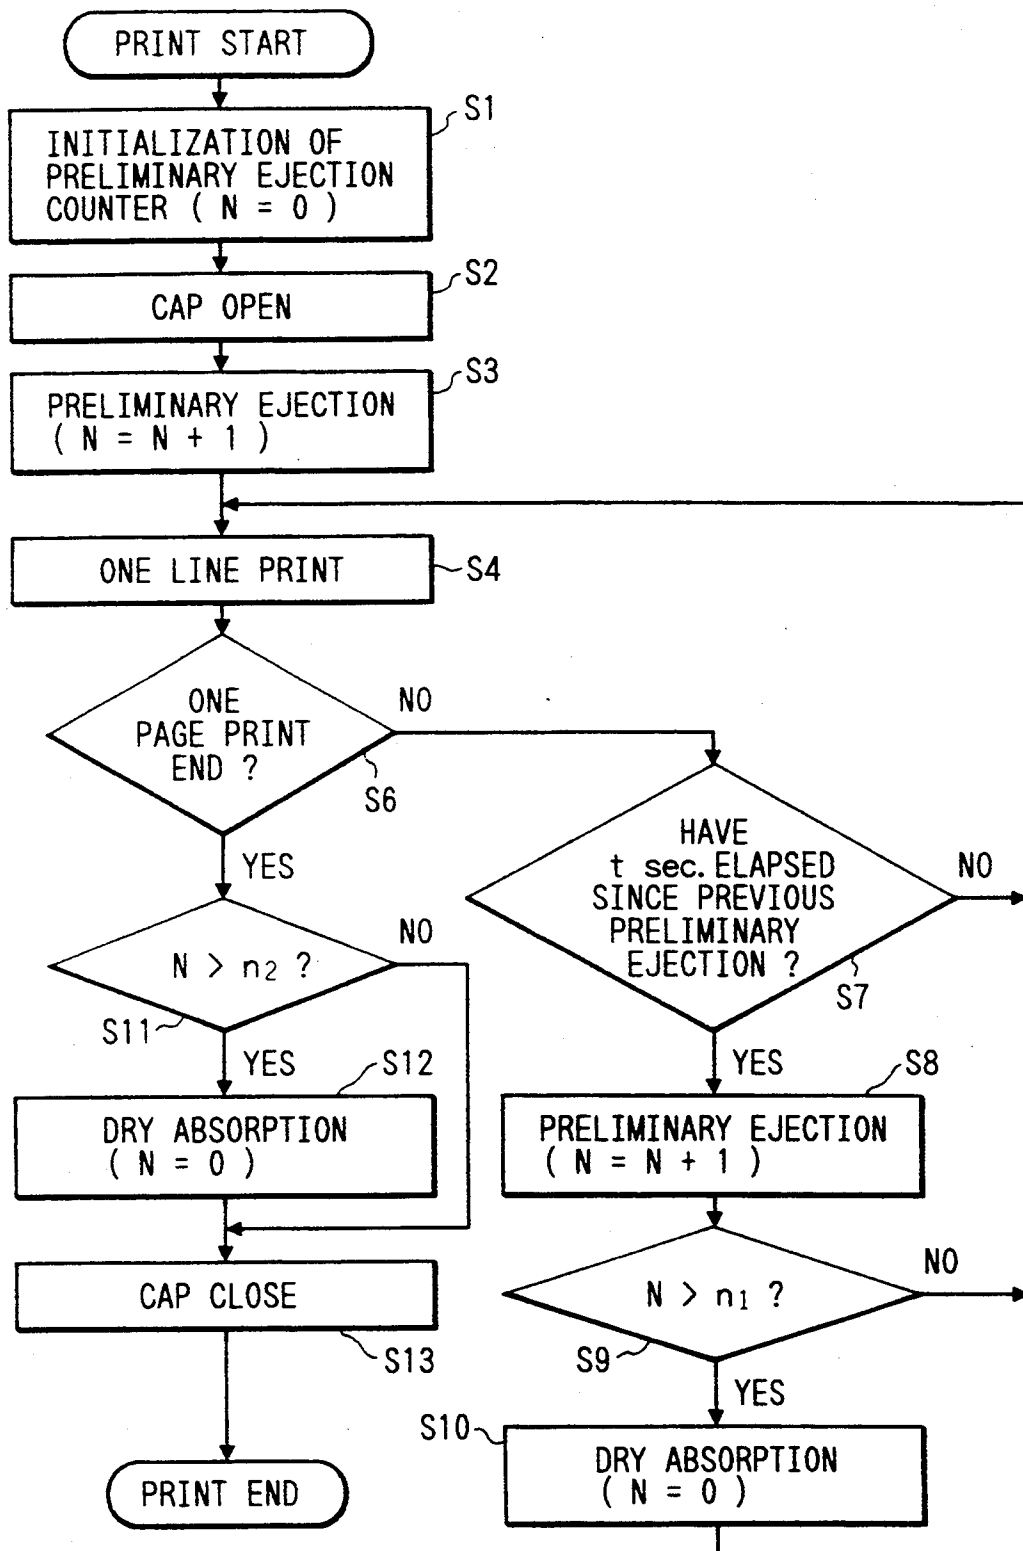 PRINT START
S1
INITIALIZATION OF
PRELIMINARY EJECTION
COUNTER ( N = 0 )
S2
CAP OPEN
S3
PRELIMINARY EJECTION
( N = N + 1 )
ONE LINE PRINT
S4
ONE
PAGE PRINT
END ?
NO
S6
YES
HAVE
t sec. ELAPSED
SINCE PREVIOUS
PRELIMINARY
EJECTION ?
NO
S7
YES
N > n2 ?
NO
S11
YES
S12
DRY ABSORPTION
( N = 0 )
S8
PRELIMINARY EJECTION
( N = N + 1 )
CAP CLOSE
S13
N > n1 ?
NO
S9
YES
S10
DRY ABSORPTION
( N = 0 )
PRINT END